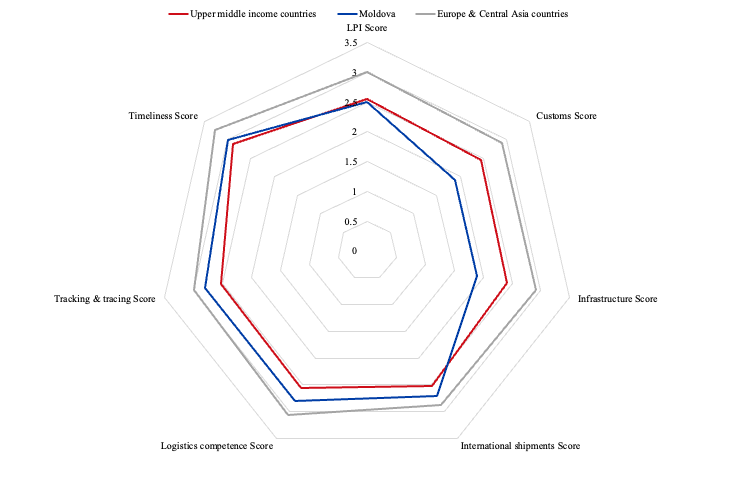 Upper middle income countries Moldova Europe & Central Asia countries
LPI Score
3.5
3
2.5
2
1.5
1
0.5
0
Timeliness Score
Customs Score
Tracking & tracing Score
Infrastructure Score
Logistics competence Score
International shipments Score